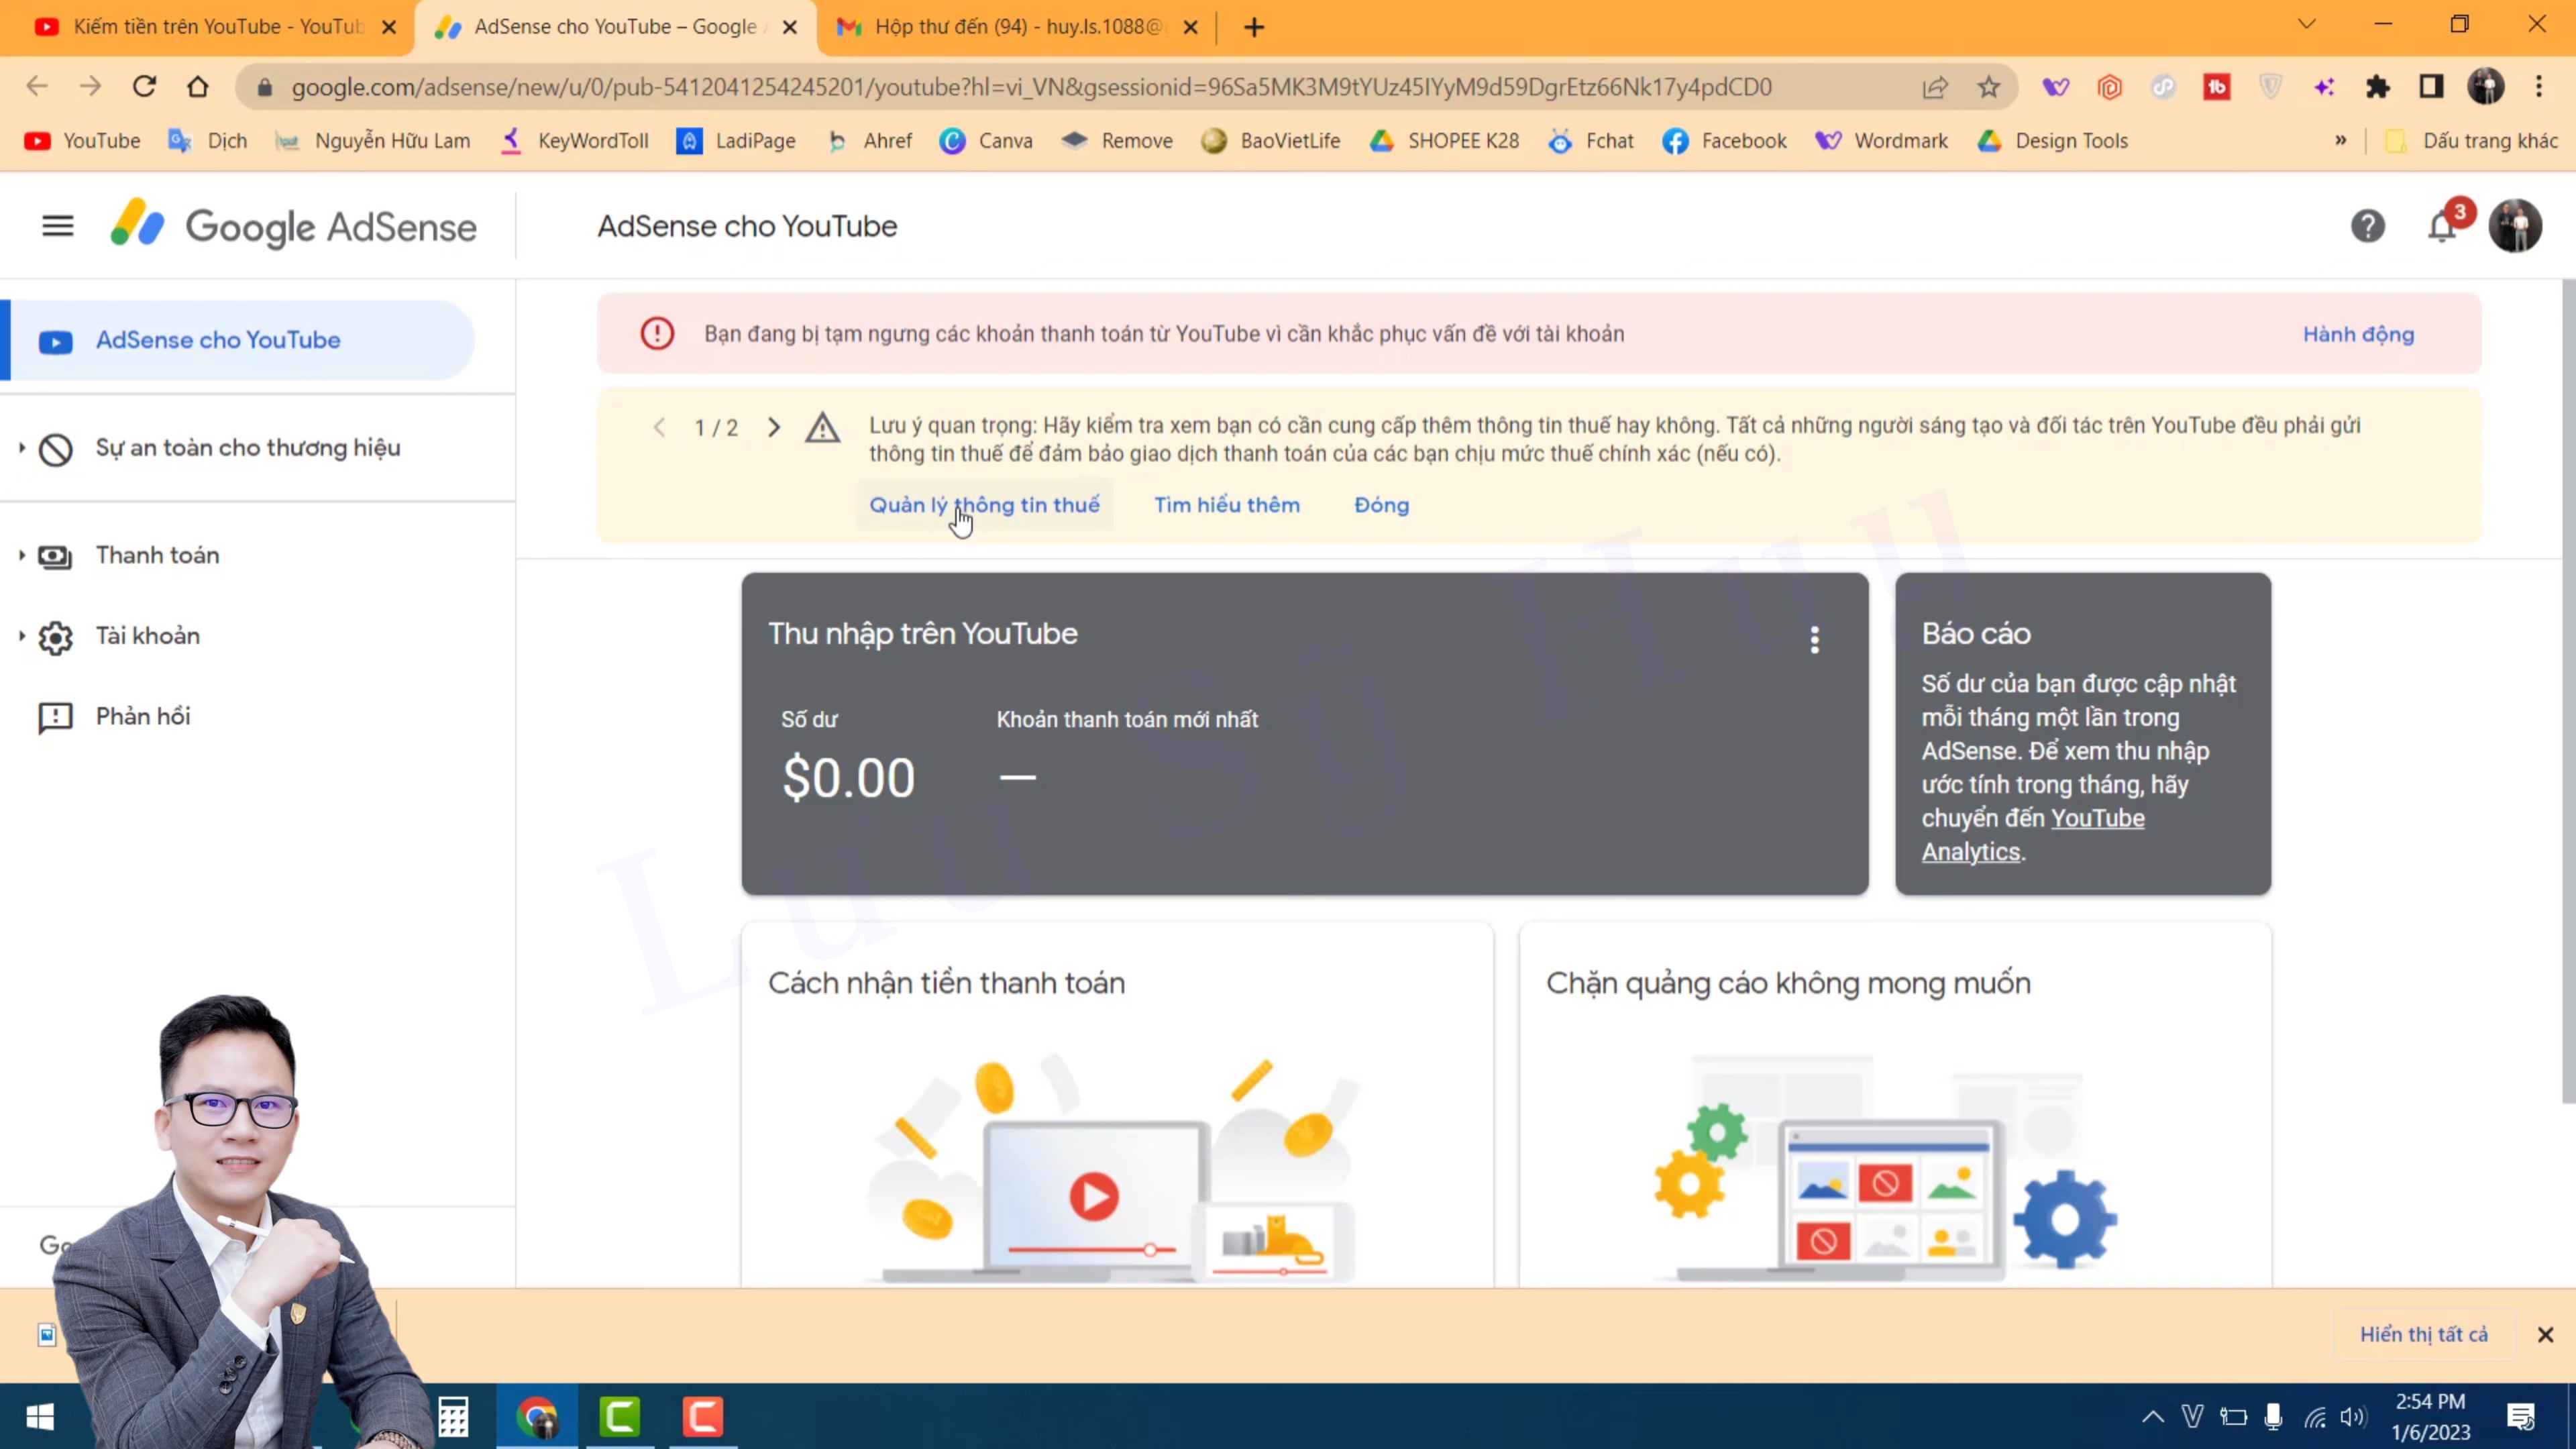 Kiếm tiền trên YouTube - YouTub
AdSense cho YouTube – Google A
Hộp thư đến (94) - huy.ls.1088@
google.com/adsense/new/u/0/pub-5412041254245201/youtube?hl=vi_VN&gsessionid=96Sa5MK3M9tYUz45IYyM9d59DgrEtz66Nk17y4pdCD0
YouTube
Dịch
Nguyễn Hữu Lam
KeyWordToll
LadiPage
Ahref
Canva
Remove
BaoVietLife
SHOPEE K28
Fchat
Facebook
Wordmark
Design Tools
»
Dấu trang khác
Google AdSense
AdSense cho YouTube
3
AdSense cho YouTube
Sự an toàn cho thương hiệu
Thanh toán
Tài khoản
Phản hồi
Bạn đang bị tạm ngưng các khoản thanh toán từ YouTube vì cần khắc phục vấn đề với tài khoản
Hành động
1 / 2
Lưu ý quan trọng: Hãy kiểm tra xem bạn có cần cung cấp thêm thông tin thuế hay không. Tất cả những người sáng tạo và đối tác trên YouTube đều phải gửi
thông tin thuế để đảm bảo giao dịch thanh toán của các bạn chịu mức thuế chính xác (nếu có).
Quản lý thông tin thuế
Tìm hiểu thêm
Đóng
Thu nhập trên YouTube
Số dư
Khoản thanh toán mới nhất
$0.00
—
Báo cáo
Số dư của bạn được cập nhật
mỗi tháng một lần trong
AdSense. Để xem thu nhập
ước tính trong tháng, hãy
chuyển đến YouTube
Analytics.
Lưu Sỹ Huy
Cách nhận tiền thanh toán
Chặn quảng cáo không mong muốn
Hiển thị tất cả
2:54 PM
1/6/2023